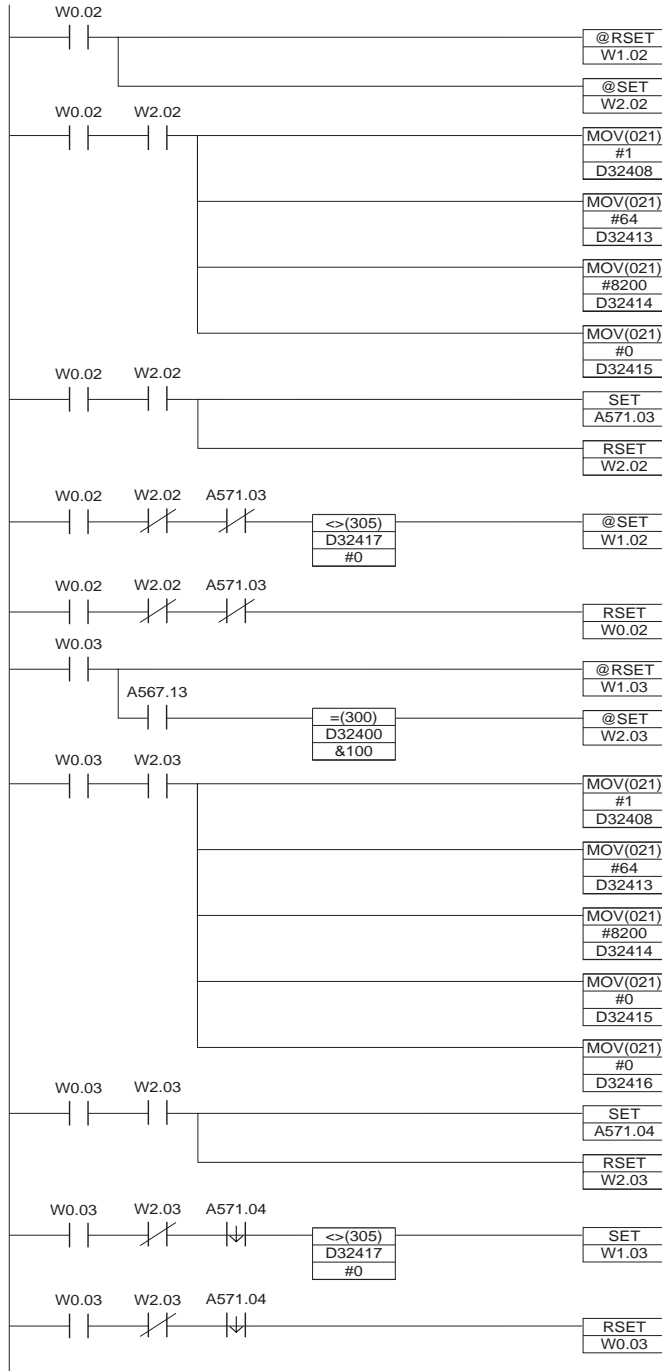 W0.02
@RSET
W1.02
@SET
W2.02
W0.02 W2.02
MOV(021)
#1
D32408
MOV(021)
#64
D32413
MOV(021)
#8200
D32414
MOV(021)
#0
D32415
W0.02 W2.02
SET
A571.03
RSET
W2.02
W0.02 W2.02 A571.03
<>(305)
D32417
#0
@SET
W1.02
W0.02 W2.02 A571.03
RSET
W0.02
W0.03
@RSET
W1.03
A567.13
=(300)
D32400
&100
@SET
W2.03
W0.03 W2.03
MOV(021)
#1
D32408
MOV(021)
#64
D32413
MOV(021)
#8200
D32414
MOV(021)
#0
D32415
MOV(021)
#0
D32416
W0.03 W2.03
SET
A571.04
RSET
W2.03
W0.03 W2.03 A571.04
<>(305)
D32417
#0
SET
W1.03
W0.03 W2.03 A571.04
RSET
W0.03